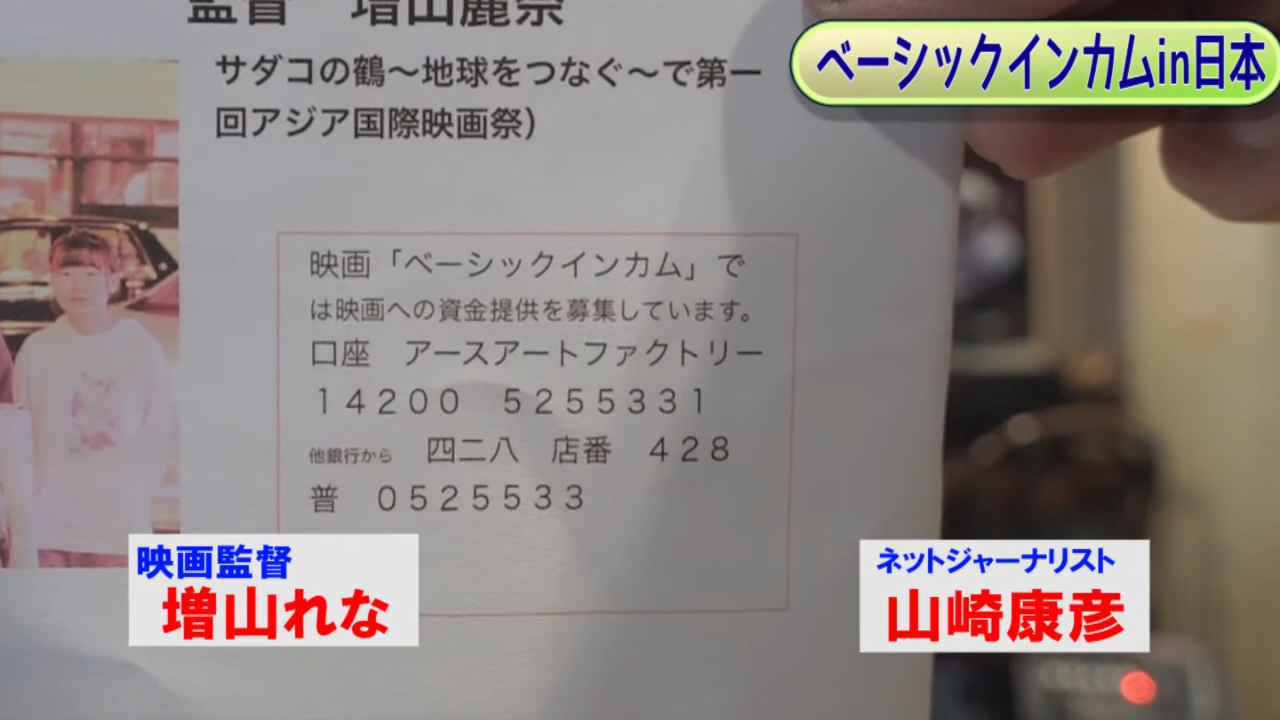 監督　増山麗奈
ベーシックインカムin日本
サダコの鶴～地球をつなぐ～で第一
回アジア国際映画祭）
映画「ベーシックインカム」で
は映画への資金提供を募集しています。
口座　アースアートファクトリー
１４２００　５２５５３３１
他銀行から　四二八　店番　４２８
普　０５２５５３３
映画監督
増山れな
ネットジャーナリスト
山崎康彦